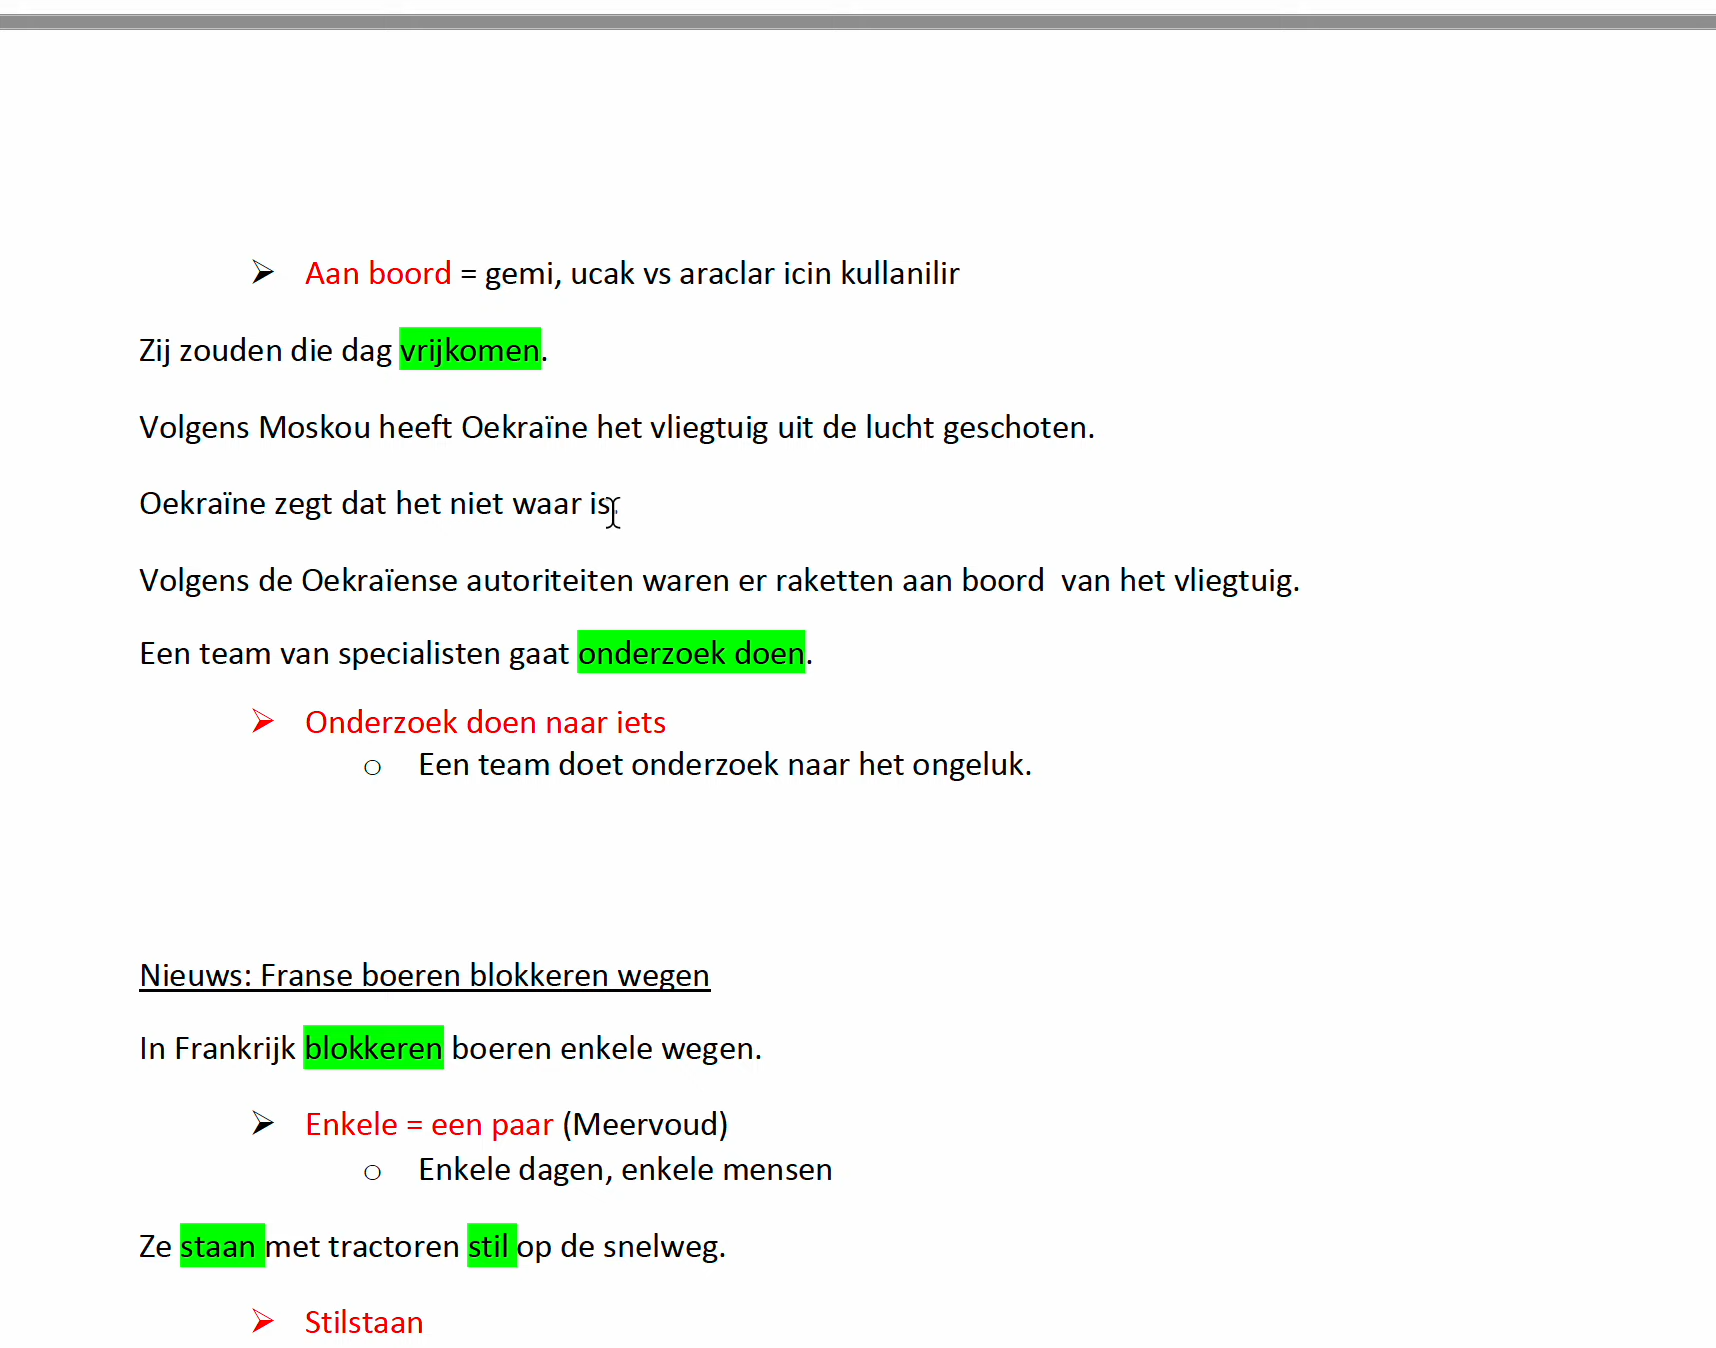 Aan boord = gemi, ucak vs araclar icin kullanilir
Zij zouden die dag vrijkomen.
Volgens Moskou heeft Oekraïne het vliegtuig uit de lucht geschoten.
Oekraïne zegt dat het niet waar is.
Volgens de Oekraïense autoriteiten waren er raketten aan boord  van het vliegtuig.
Een team van specialisten gaat onderzoek doen.
Onderzoek doen naar iets
Een team doet onderzoek naar het ongeluk.
Nieuws: Franse boeren blokkeren wegen
In Frankrijk blokkeren boeren enkele wegen.
Enkele = een paar (Meervoud)
Enkele dagen, enkele mensen
Ze staan met tractoren stil op de snelweg.
Stilstaan